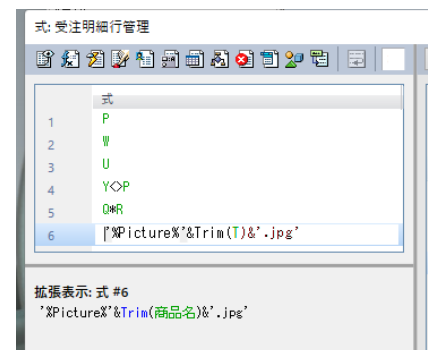 式: 受注明細行管理
式
1 P
2 W
3 U
4 Y<>P
5 Q*R
6 '%Picture%'&Trim(T)&'.jpg'
拡張表示: 式 #6
'%Picture%'&Trim(商品名)&'.jpg'